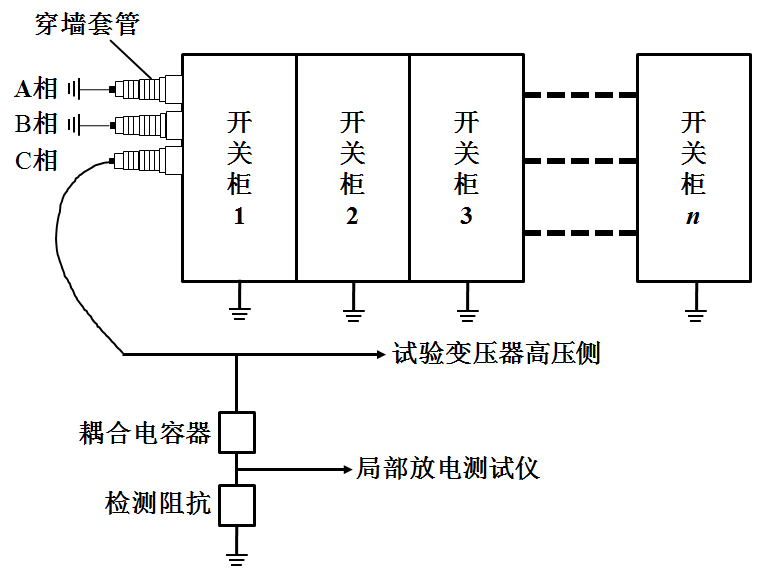 穿墙套管
A相
B相
C相
开关柜1
开关柜2
开关柜3
开关柜n
试验变压器高压侧
耦合电容器
局部放电测试仪
检测阻抗